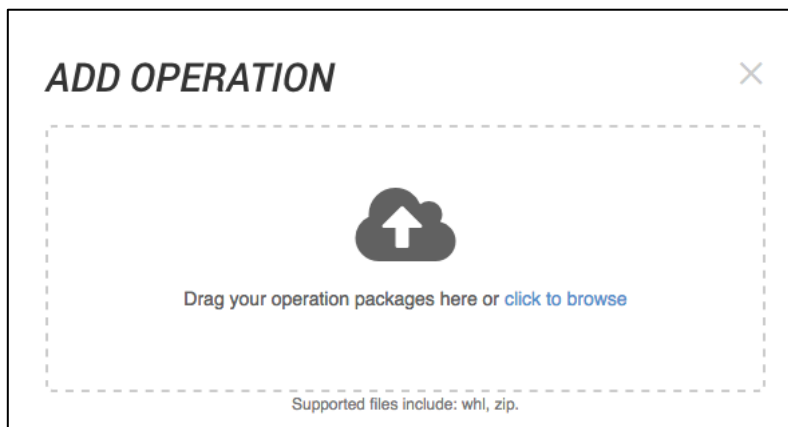 ADD OPERATION
Drag your operation packages here or click to browse
Supported files include: whl, zip.